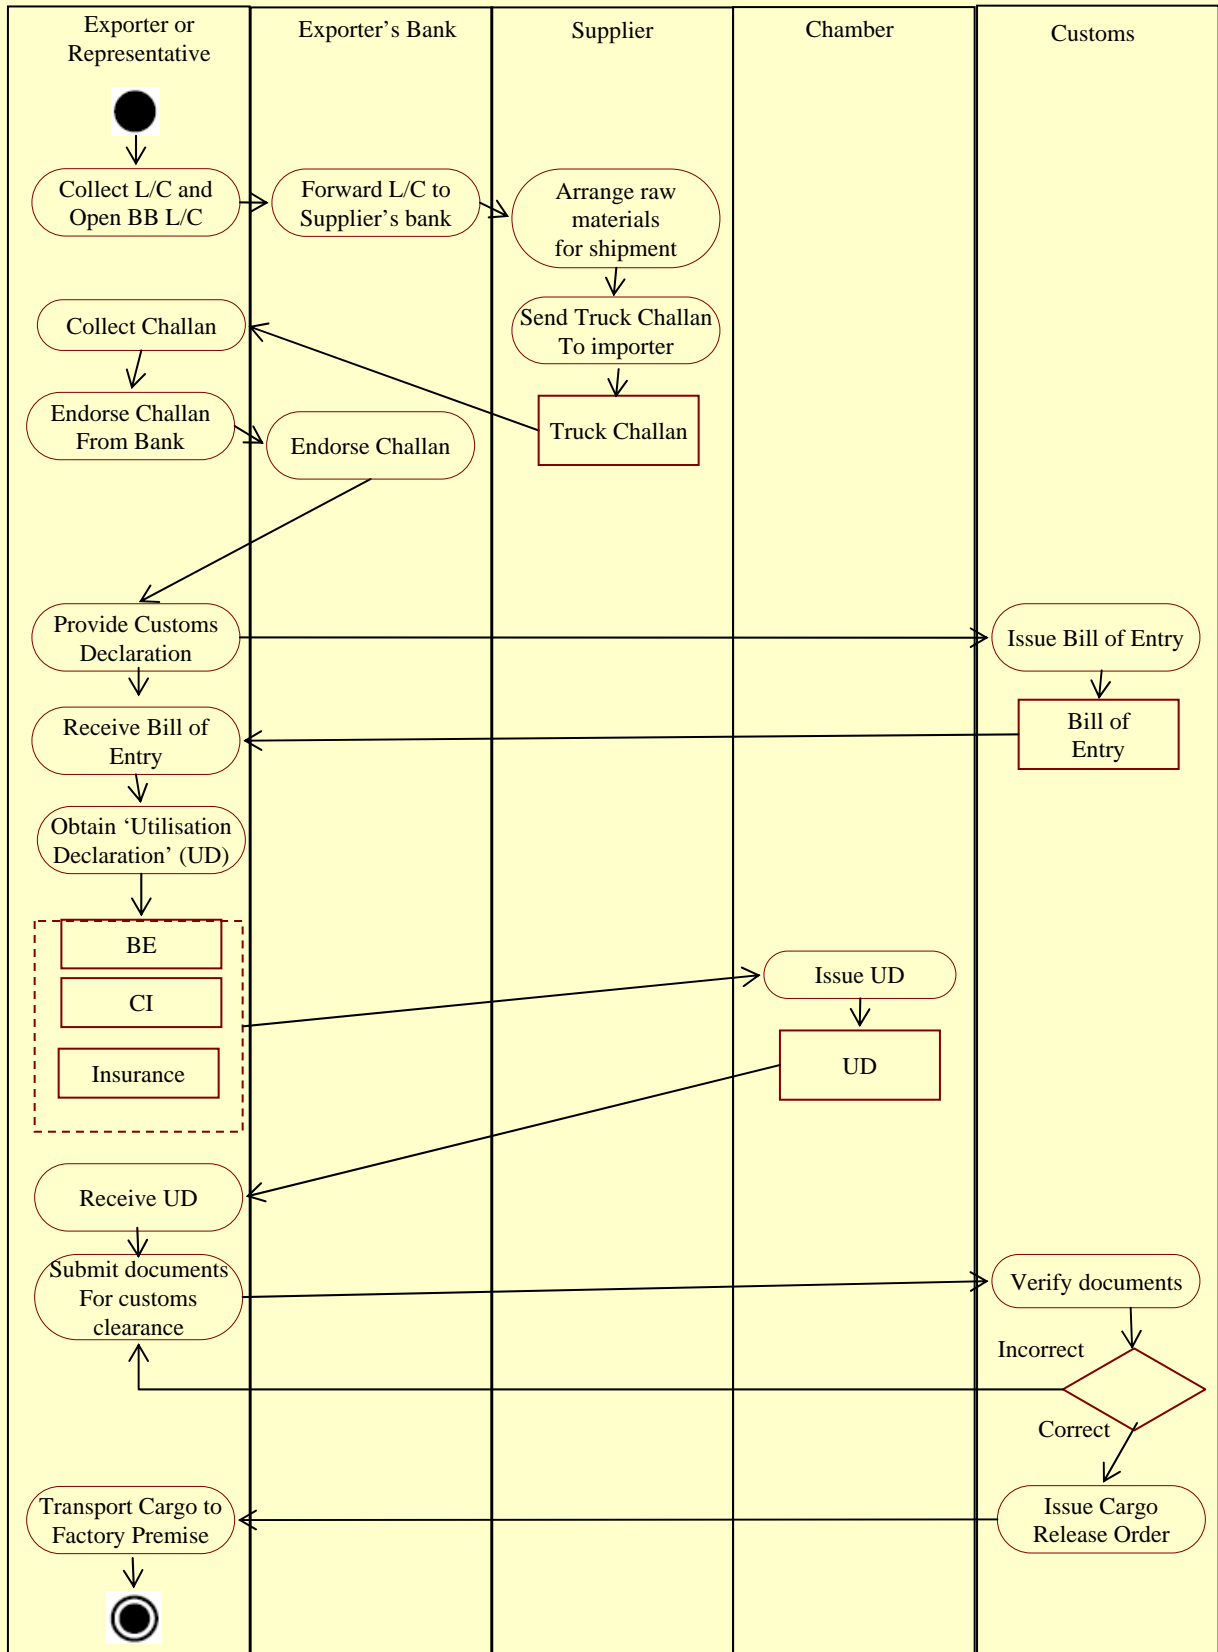 Exporter or
Representative
Exporter’s Bank
Supplier
Chamber
Customs
Collect L/C and
Open BB L/C
Forward L/C to
Supplier’s bank
Arrange raw
materials
for shipment
Collect Challan
Send Truck Challan
To importer
Endorse Challan
From Bank
Endorse Challan
Truck Challan
Provide Customs
Declaration
Issue Bill of Entry
Receive Bill of
Entry
Bill of
Entry
Obtain ‘Utilisation
Declaration’ (UD)
BE
CI
Insurance
Issue UD
UD
Receive UD
Submit documents
For customs
clearance
Verify documents
Incorrect
Correct
Transport Cargo to
Factory Premise
Issue Cargo
Release Order